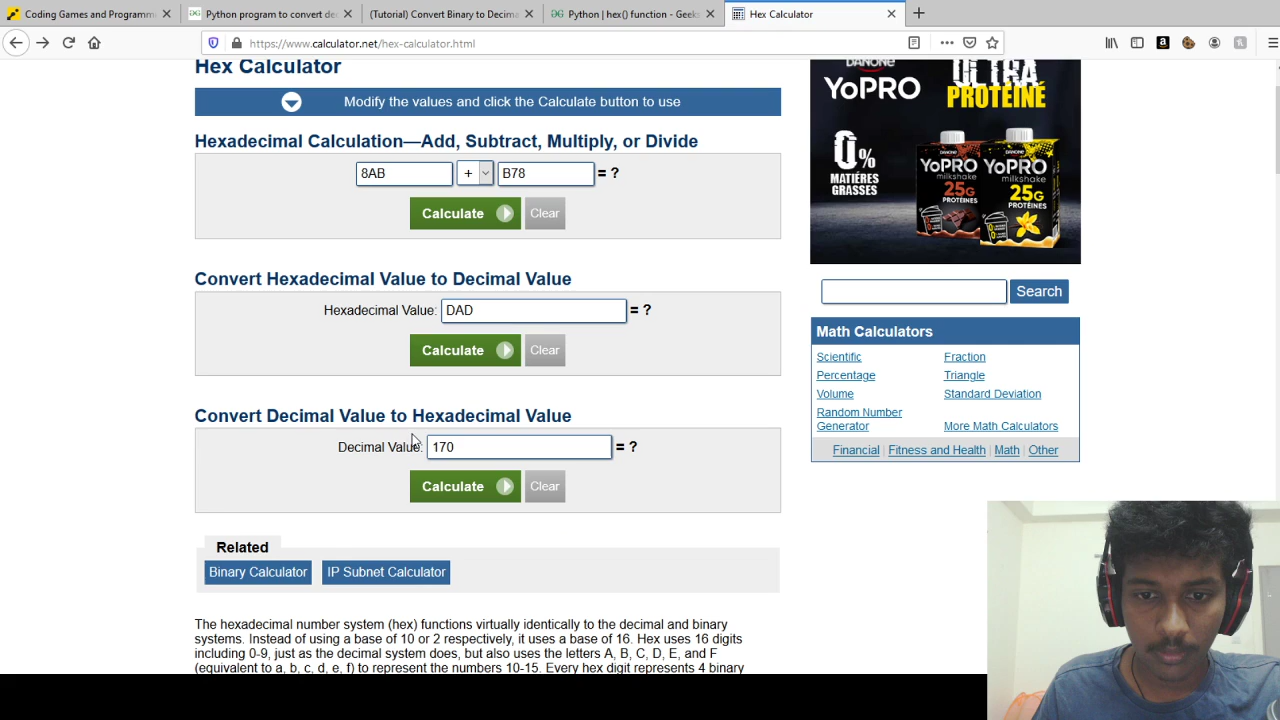 Coding Games and Programm
Python program to convert de
(Tutorial) Convert Binary to Decima
Python | hex() function - Geeks
Hex Calculator
https://www.calculator.net/hex-calculator.html
Hex Calculator
Modify the values and click the Calculate button to use
Hexadecimal Calculation—Add, Subtract, Multiply, or Divide
8AB + B78 = ?
Calculate Clear
Convert Hexadecimal Value to Decimal Value
Hexadecimal Value: DAD = ?
Calculate Clear
Convert Decimal Value to Hexadecimal Value
Decimal Value: 170 = ?
Calculate Clear
Related
Binary Calculator IP Subnet Calculator
The hexadecimal number system (hex) functions virtually identically to the decimal and binary
systems. Instead of using a base of 10 or 2 respectively, it uses a base of 16. Hex uses 16 digits
including 0-9, just as the decimal system does, but also uses the letters A, B, C, D, E, and F
(equivalent to a, b, c, d, e, f) to represent the numbers 10-15. Every hex digit represents 4 binary
DANONE
YoPRO
ULTRA
PROTÉINÉ
0%
MATIÈRES
GRASSES
YoPRO
milkshake
25G
PROTÉINES
YoPRO
milkshake
25G
PROTÉINES
Search
Math Calculators
Scientific Fraction
Percentage Triangle
Volume Standard Deviation
Random Number
Generator More Math Calculators
Financial | Fitness and Health | Math | Other